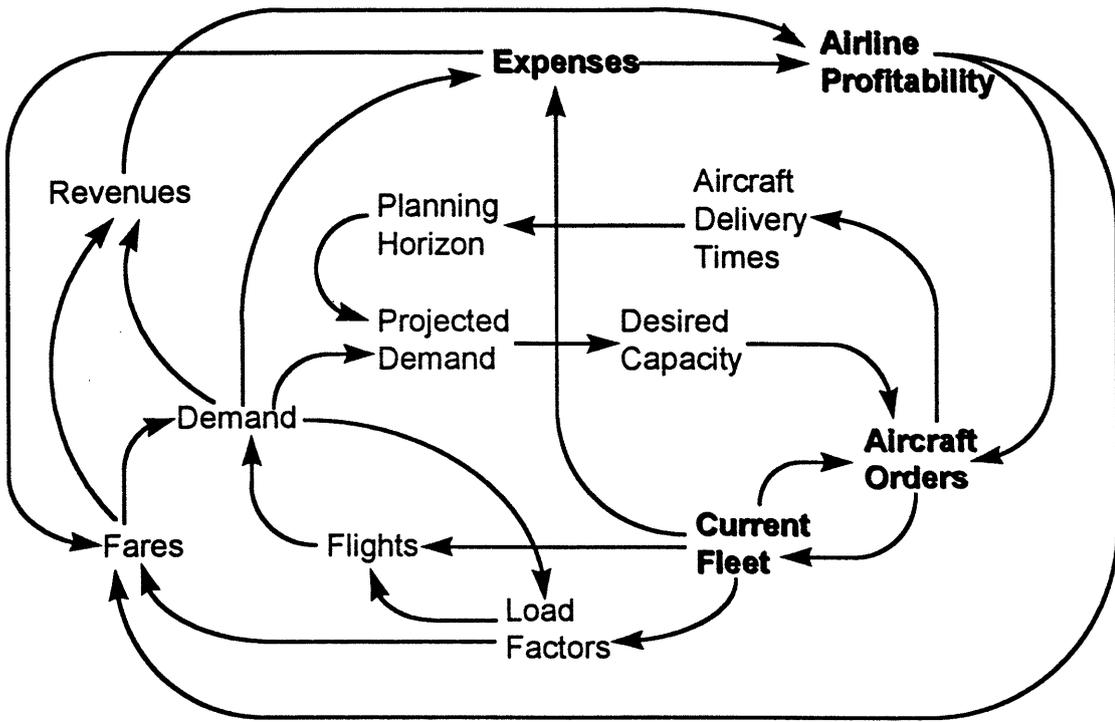 Airline
Profitability
Expenses
Revenues
Planning
Horizon
Aircraft
Delivery
Times
Projected
Demand
Desired
Capacity
Demand
Aircraft
Orders
Current
Fleet
Fares
Flights
Load
Factors